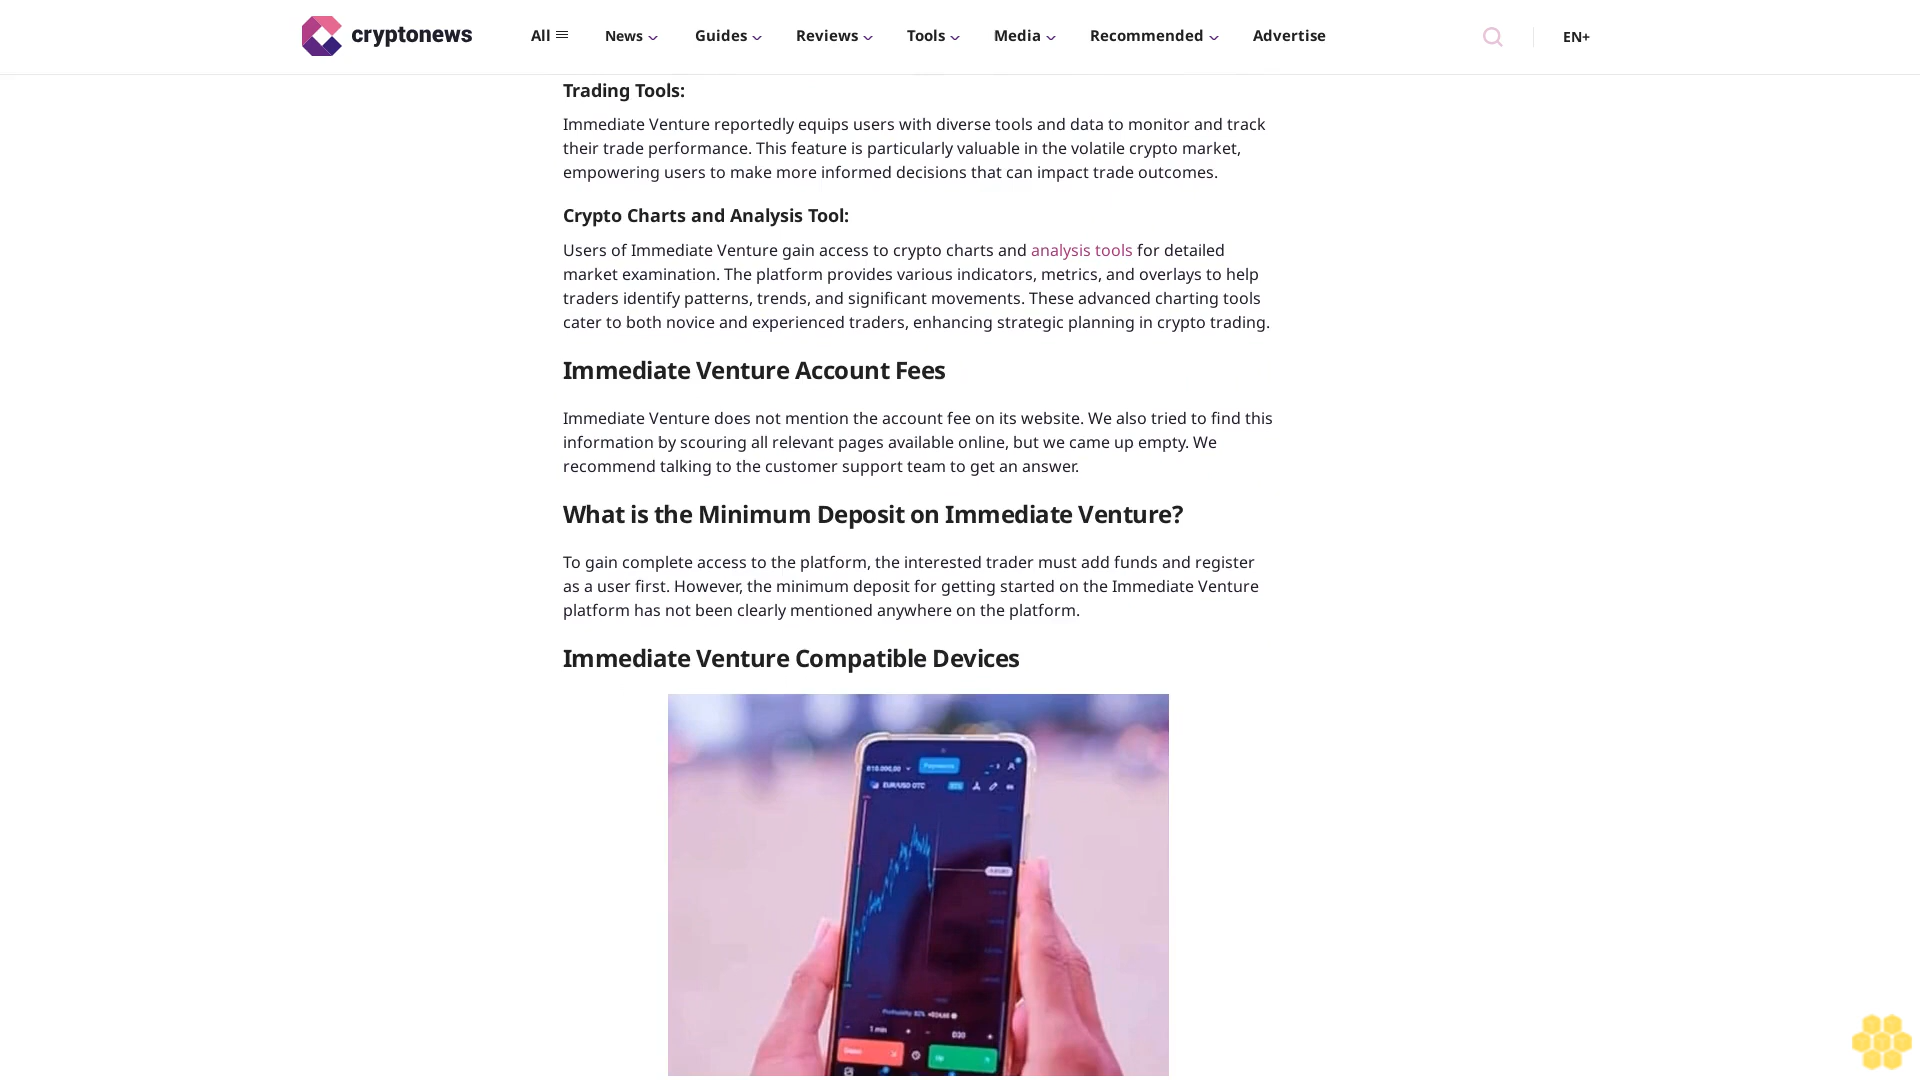 cryptonews
All
News
Guides
Reviews
Tools
Media
Recommended
Advertise
EN+
Trading Tools:
Immediate Venture reportedly equips users with diverse tools and data to monitor and track
their trade performance. This feature is particularly valuable in the volatile crypto market,
empowering users to make more informed decisions that can impact trade outcomes.
Crypto Charts and Analysis Tool:
Users of Immediate Venture gain access to crypto charts and analysis tools for detailed
market examination. The platform provides various indicators, metrics, and overlays to help
traders identify patterns, trends, and significant movements. These advanced charting tools
cater to both novice and experienced traders, enhancing strategic planning in crypto trading.
Immediate Venture Account Fees
Immediate Venture does not mention the account fee on its website. We also tried to find this
information by scouring all relevant pages available online, but we came up empty. We
recommend talking to the customer support team to get an answer.
What is the Minimum Deposit on Immediate Venture?
To gain complete access to the platform, the interested trader must add funds and register
as a user first. However, the minimum deposit for getting started on the Immediate Venture
platform has not been clearly mentioned anywhere on the platform.
Immediate Venture Compatible Devices
EUR/USD OTC
1 min
Up